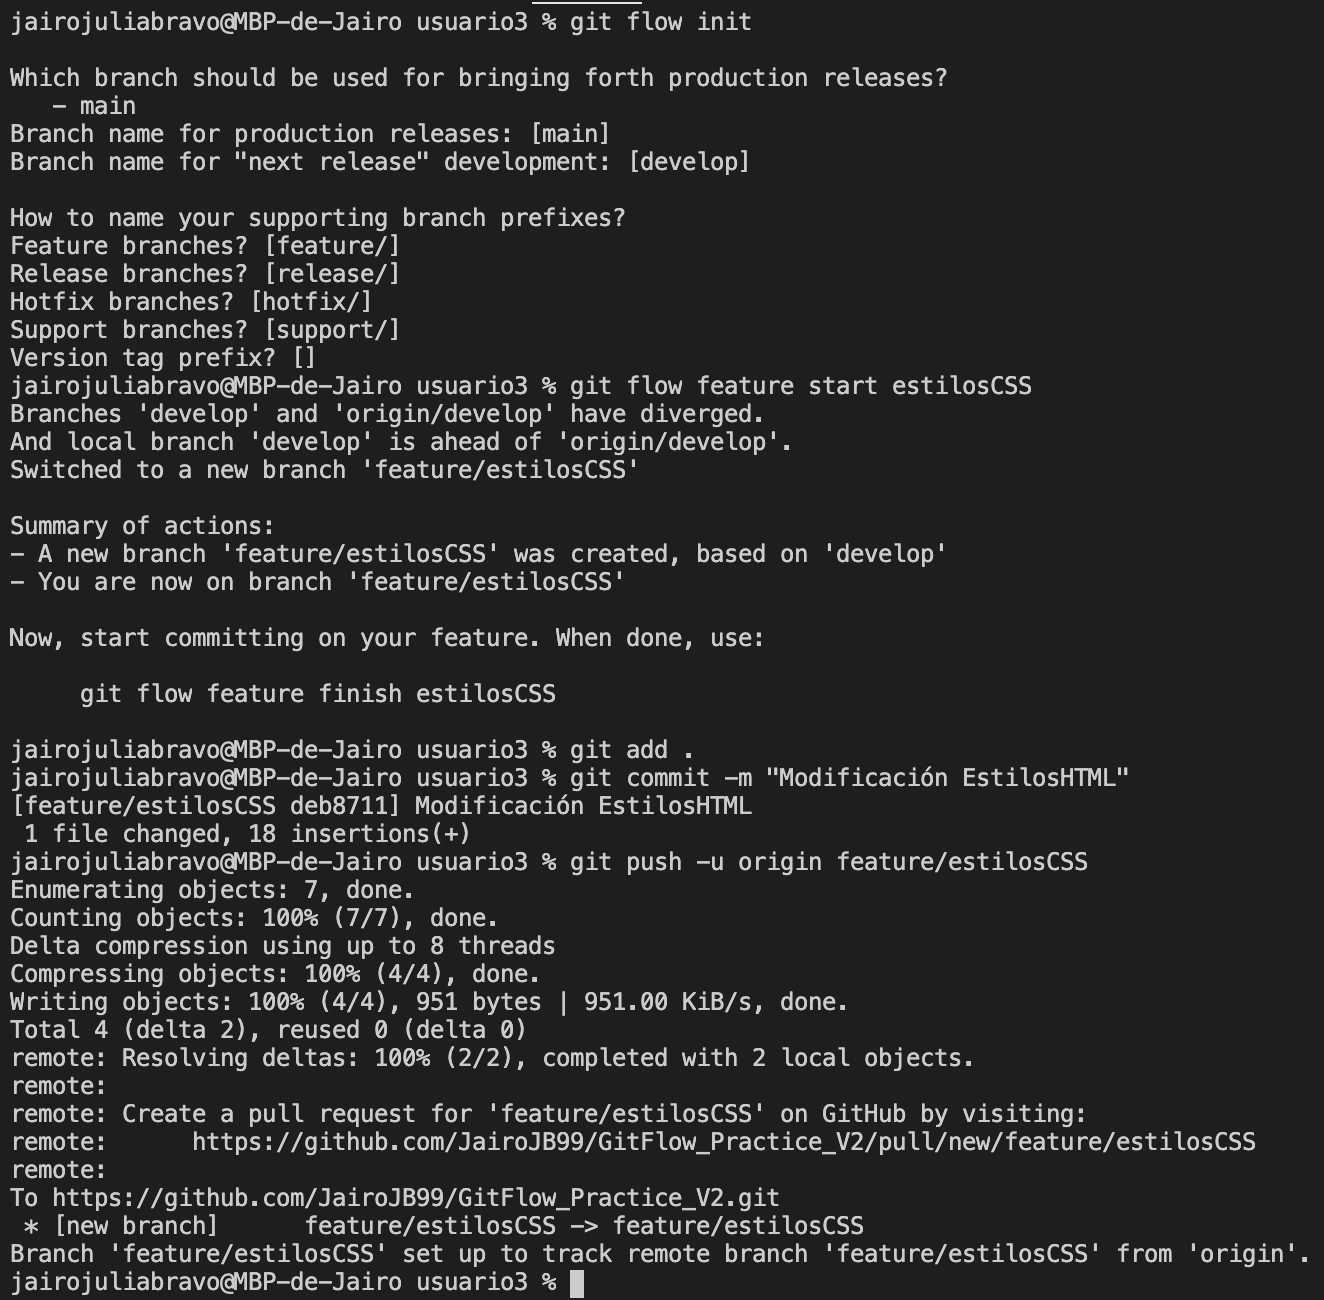 jairojuliabravo@MBP-de-Jairo usuario3 % git flow init
Which branch should be used for bringing forth production releases?
- main
Branch name for production releases: [main]
Branch name for "next release" development: [develop]
How to name your supporting branch prefixes?
Feature branches? [feature/]
Release branches? [release/]
Hotfix branches? [hotfix/]
Support branches? [support/]
Version tag prefix? []
jairojuliabravo@MBP-de-Jairo usuario3 % git flow feature start estilosCSS
Branches 'develop' and 'origin/develop' have diverged.
And local branch 'develop' is ahead of 'origin/develop'.
Switched to a new branch 'feature/estilosCSS'
Summary of actions:
- A new branch 'feature/estilosCSS' was created, based on 'develop'
- You are now on branch 'feature/estilosCSS'
Now, start committing on your feature. When done, use:
git flow feature finish estilosCSS
jairojuliabravo@MBP-de-Jairo usuario3 % git add .
jairojuliabravo@MBP-de-Jairo usuario3 % git commit -m "Modificación EstilosHTML"
[feature/estilosCSS deb8711] Modificación EstilosHTML
1 file changed, 18 insertions(+)
jairojuliabravo@MBP-de-Jairo usuario3 % git push -u origin feature/estilosCSS
Enumerating objects: 7, done.
Counting objects: 100% (7/7), done.
Delta compression using up to 8 threads
Compressing objects: 100% (4/4), done.
Writing objects: 100% (4/4), 951 bytes | 951.00 KiB/s, done.
Total 4 (delta 2), reused 0 (delta 0)
remote: Resolving deltas: 100% (2/2), completed with 2 local objects.
remote:
remote: Create a pull request for 'feature/estilosCSS' on GitHub by visiting:
remote:      https://github.com/JairoJB99/GitFlow_Practice_V2/pull/new/feature/estilosCSS
remote:
To https://github.com/JairoJB99/GitFlow_Practice_V2.git
* [new branch]      feature/estilosCSS -> feature/estilosCSS
Branch 'feature/estilosCSS' set up to track remote branch 'feature/estilosCSS' from 'origin'.
jairojuliabravo@MBP-de-Jairo usuario3 %